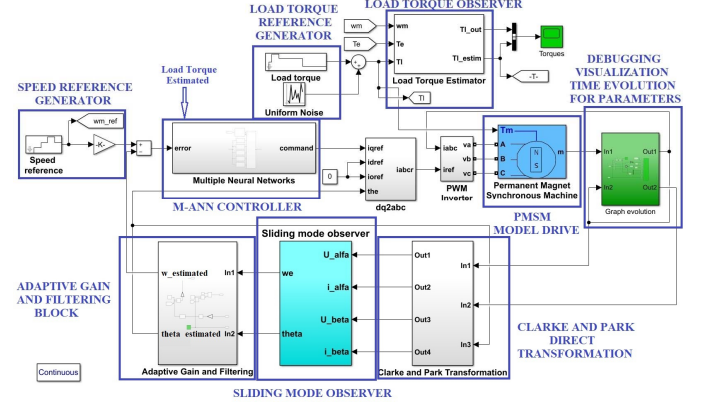 LOAD TORQUE OBSERVER
LOAD TORQUE
REFERENCE
GENERATOR
wm
wm
Tl_out
Te
Te
Tl
Tl_estim
Load Torque Estimator
Torques
-T-
Tl
Load torque
Uniform Noise
DEBUGGING
VISUALIZATION
TIME EVOLUTION
FOR PARAMETERS
SPEED REFERENCE
GENERATOR
Load Torque
Estimated
wm_ref
-K-
Speed
reference
error
command
Multiple Neural Networks
M-ANN CONTROLLER
0
iqref
idref
ioref
the
iabcr
dq2abc
iabc
iref
va
vb
vc
PWM
Inverter
Tm
A
B
C
N
S
m
Permanent Magnet
Synchronous Machine
PMSM
MODEL DRIVE
In1
Out1
In2
Out2
Graph evolution
ADAPTIVE GAIN
AND FILTERING
BLOCK
w_estimated
In1
theta_estimated
In2
Adaptive Gain and Filtering
Sliding mode observer
U_alfa
we
i_alfa
U_beta
theta
i_beta
SLIDING MODE OBSERVER
Out1
In1
Out2
In2
Out3
In3
Out4
Clarke and Park Transformation
CLARKE AND PARK
DIRECT
TRANSFORMATION
Continuous